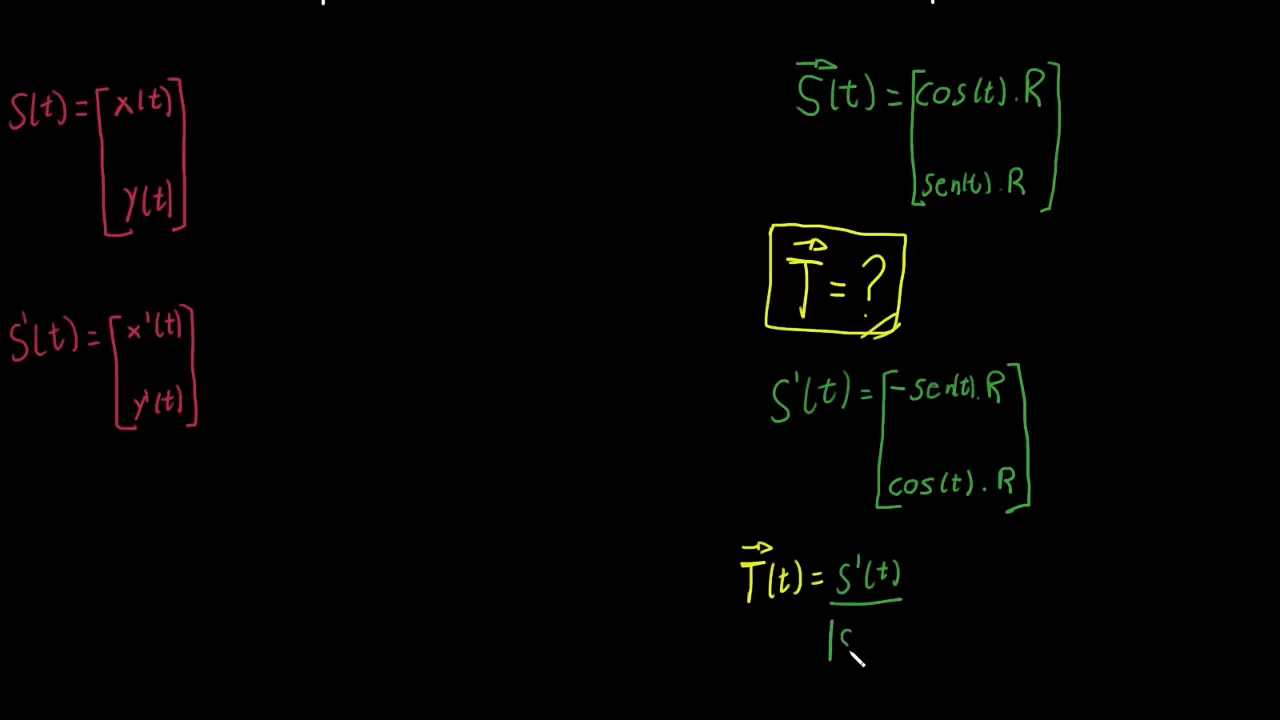 S(t) = [x(t)
y(t)]
S'(t) = [x'(t)
y'(t)]
S(t) = [cos(t).R
sen(t).R]
T = ?
S'(t) = [-sen(t).R
cos(t).R]
T(t) = S'(t)
|S